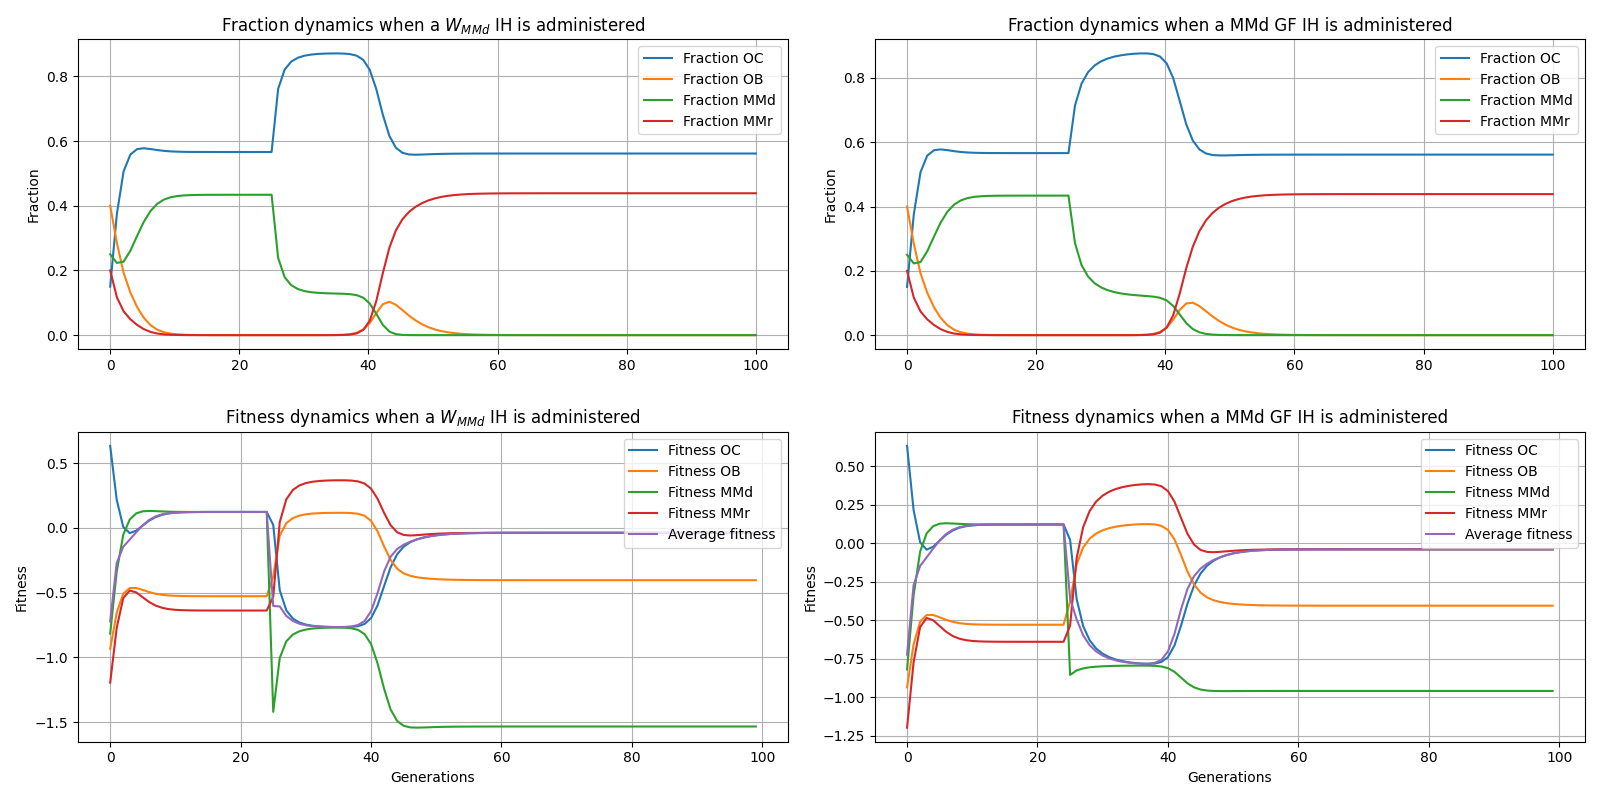 Fraction dynamics when a W_MMd IH is administered
Fraction
0.8
0.6
0.4
0.2
0.0
0 20 40 60 80 100
Fraction OC
Fraction OB
Fraction MMd
Fraction MMr
Fraction dynamics when a MMd GF IH is administered
Fraction
0.8
0.6
0.4
0.2
0.0
0 20 40 60 80 100
Fraction OC
Fraction OB
Fraction MMd
Fraction MMr
Fitness dynamics when a W_MMd IH is administered
Fitness
0.5
0.0
−0.5
−1.0
−1.5
0 20 40 60 80 100
Generations
Fitness OC
Fitness OB
Fitness MMd
Fitness MMr
Average fitness
Fitness dynamics when a MMd GF IH is administered
Fitness
0.50
0.25
0.00
−0.25
−0.50
−0.75
−1.00
−1.25
0 20 40 60 80 100
Generations
Fitness OC
Fitness OB
Fitness MMd
Fitness MMr
Average fitness